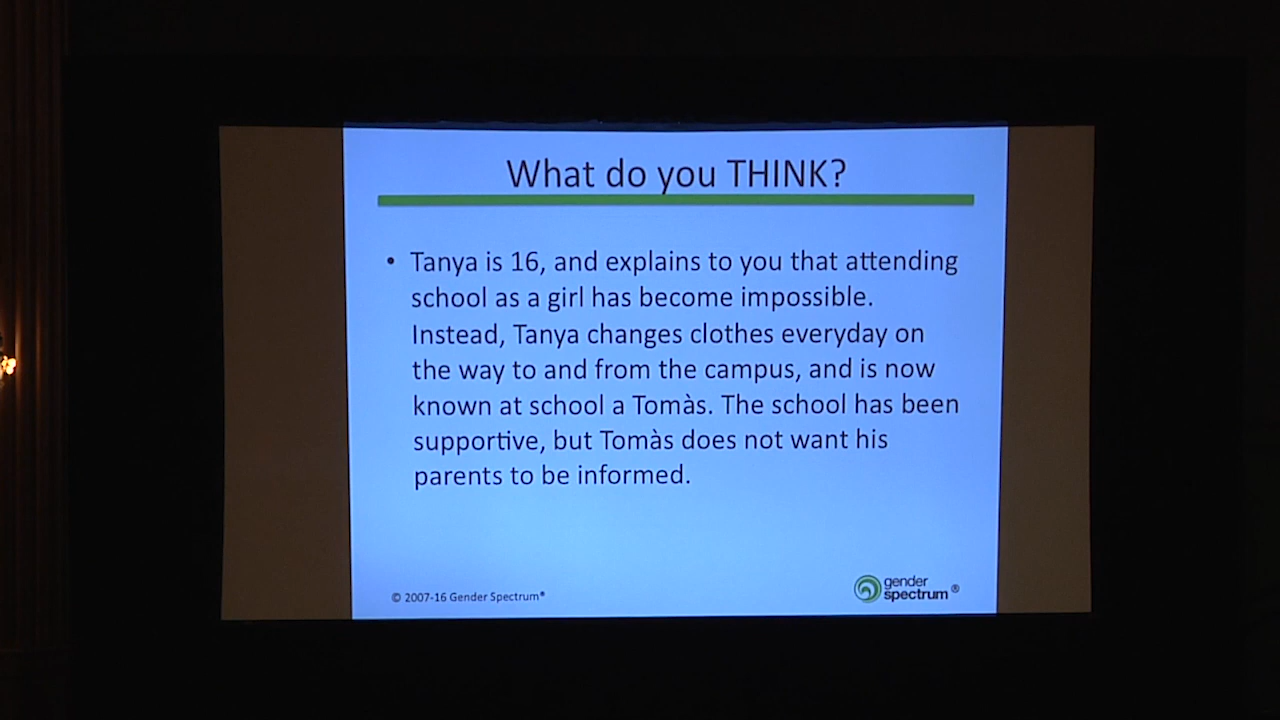 What do you THINK?
• Tanya is 16, and explains to you that attending
school as a girl has become impossible.
Instead, Tanya changes clothes everyday on
the way to and from the campus, and is now
known at school a Tomàs. The school has been
supportive, but Tomàs does not want his
parents to be informed.
© 2007-16 Gender Spectrum®
gender
spectrum ®